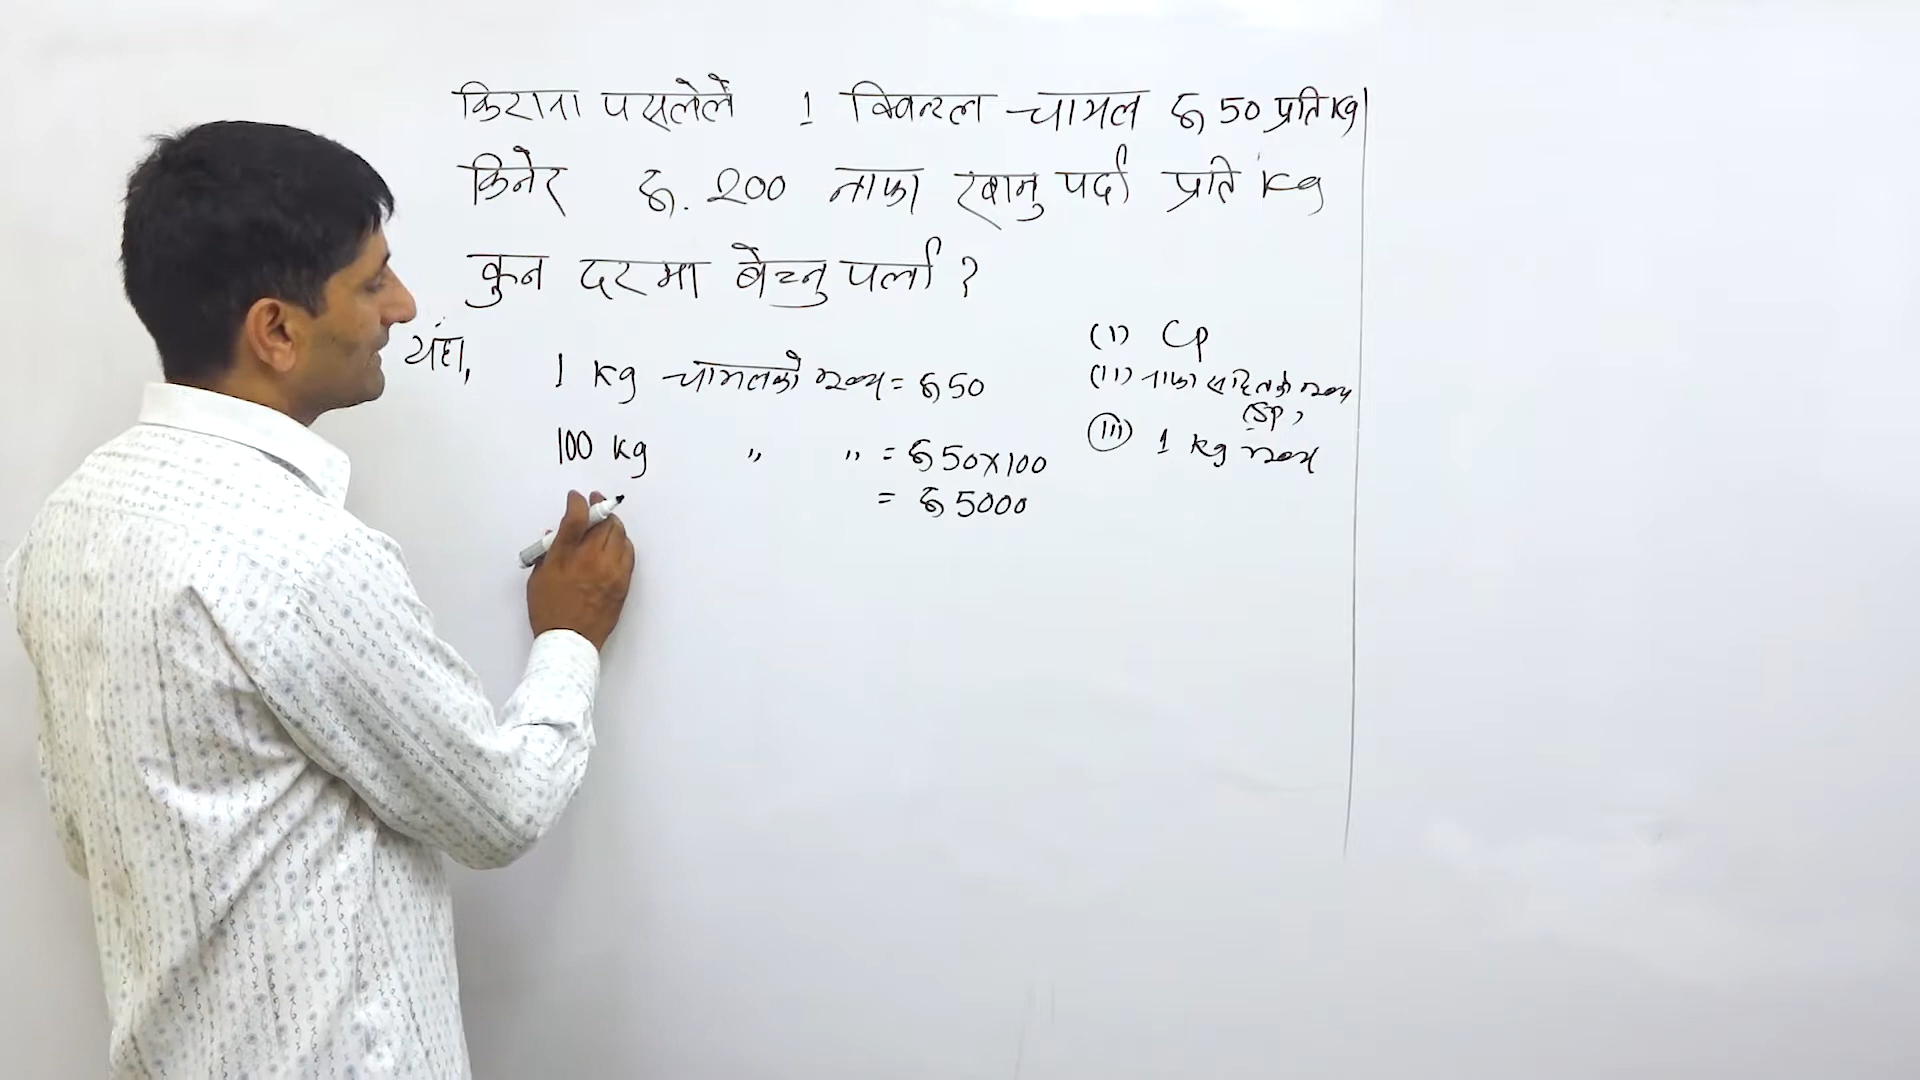 किराना पसलेले 1 क्विन्टल चामल रु 50 प्रति kg
किनेर रु. 200 नाफा खानु पर्दा प्रति kg
कुन दरमा बेच्नु पर्ला ?
यहाँ,
1 kg चामलको मूल्य = रु 50
100 kg " " = रु 50×100
= रु 5000
(i) CP
(ii) नाफा सहितको मूल्य
(SP)
(iii) 1 kg मूल्य